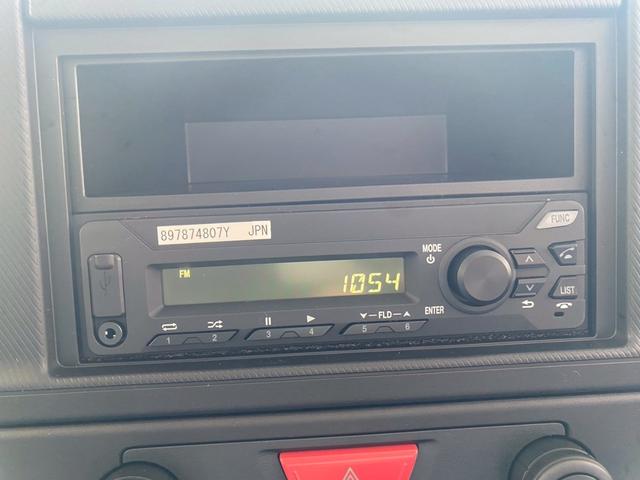 897874807Y JPN
FUNC
MODE
FM
1054
LIST
ENTER
FLD
1 2 3 4 5 6